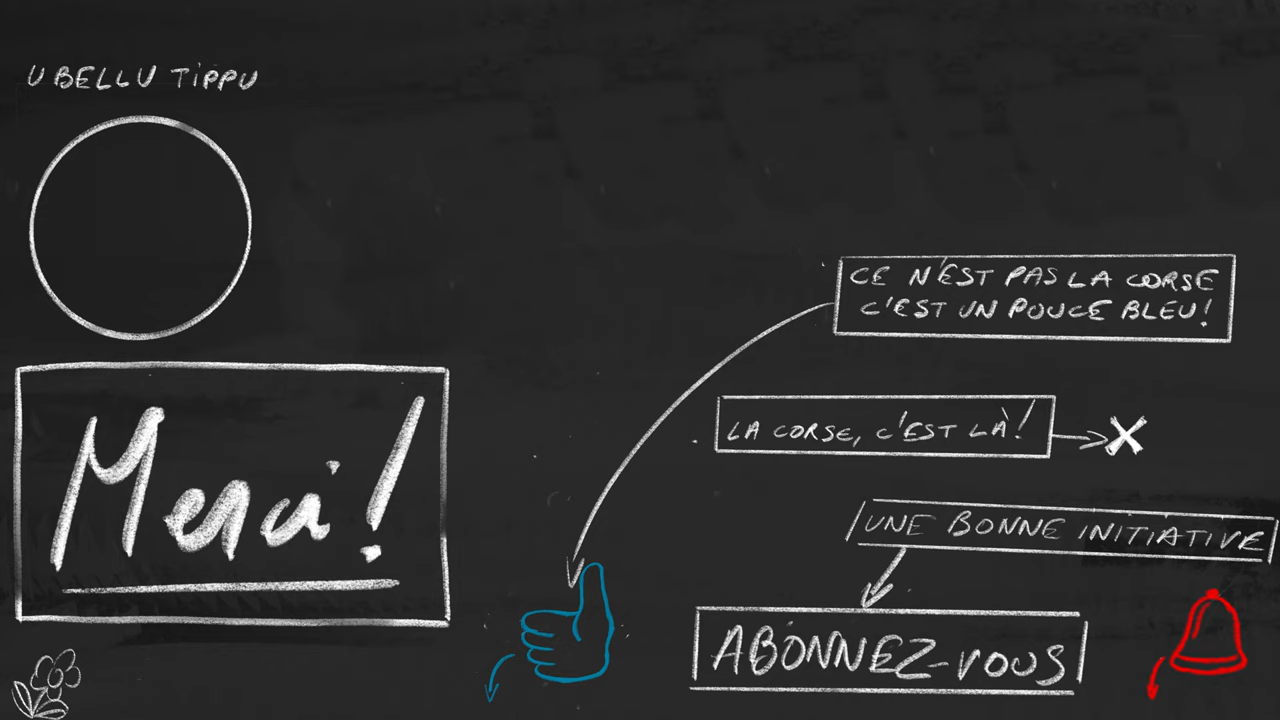 U BELLU TIPPU
CE N'EST PAS LA CORSE
C'EST UN POUCE BLEU!
LA CORSE, C'EST LÀ!
Merci!
UNE BONNE INITIATIVE
ABONNEZ-VOUS